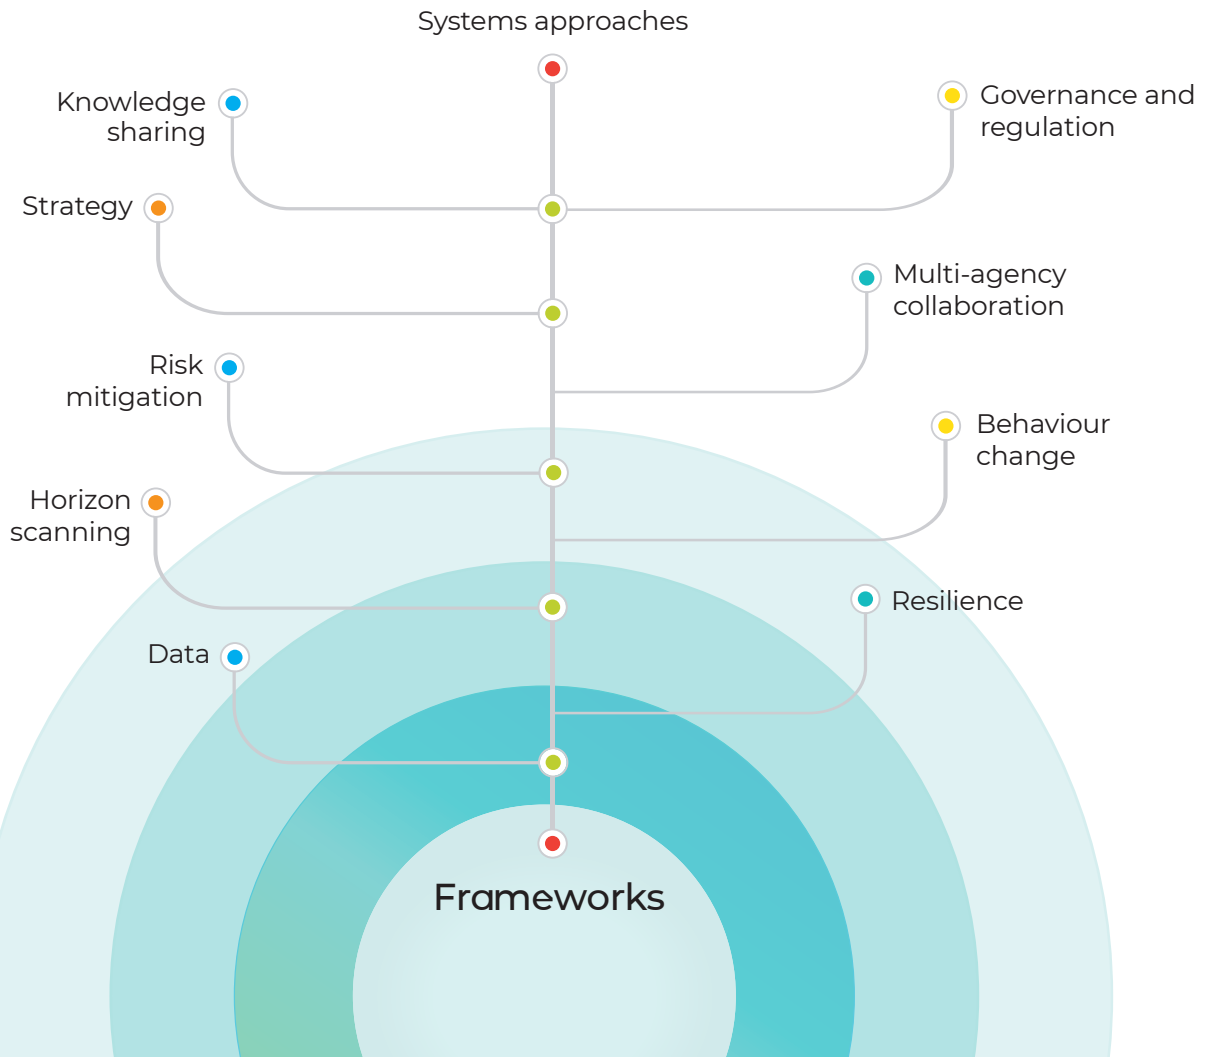 Systems approaches
Knowledge
sharing
Governance and
regulation
Strategy
Multi-agency
collaboration
Risk
mitigation
Behaviour
change
Horizon
scanning
Resilience
Data
Frameworks